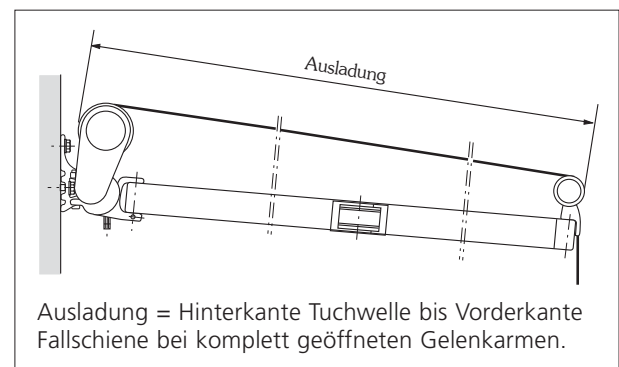 Ausladung
Ausladung = Hinterkante Tuchwelle bis Vorderkante
Fallschiene bei komplett geöffneten Gelenkarmen.